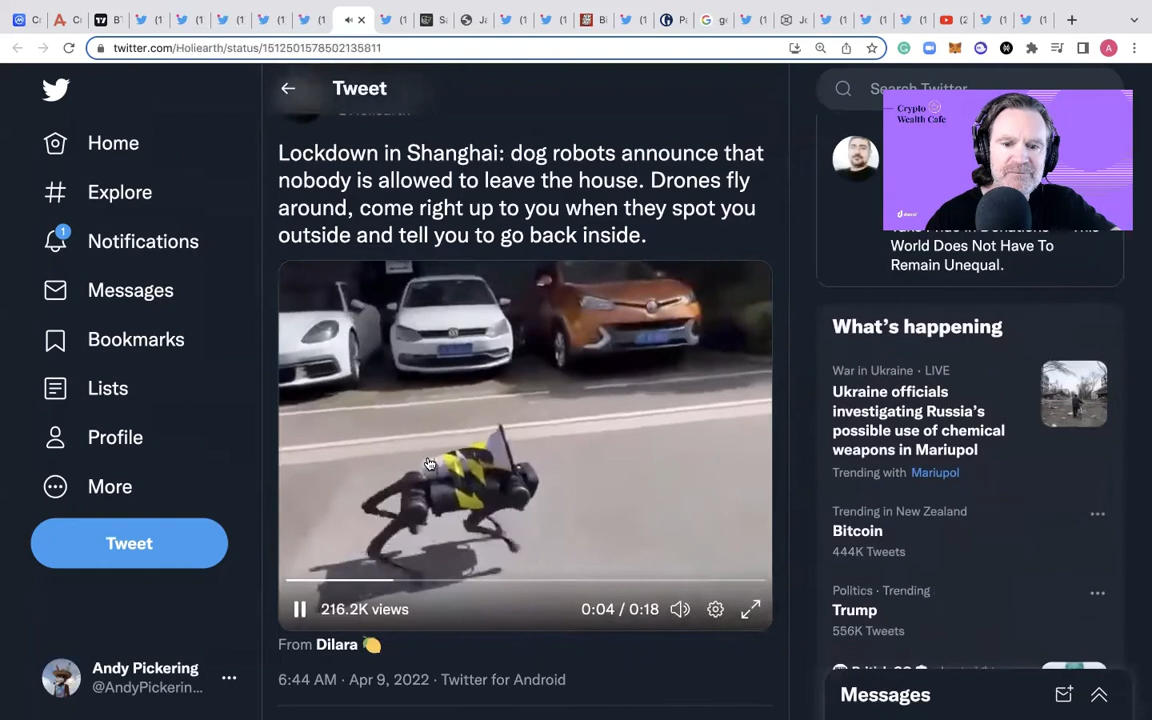 twitter.com/Holiearth/status/1512501578502135811
Home
Explore
1
Notifications
Messages
Bookmarks
Lists
Profile
More
Tweet
Andy Pickering
@AndyPickerin...
Tweet
Lockdown in Shanghai: dog robots announce that
nobody is allowed to leave the house. Drones fly
around, come right up to you when they spot you
outside and tell you to go back inside.
216.2K views
0:04 / 0:18
From Dilara
6:44 AM · Apr 9, 2022 · Twitter for Android
Search Twitter
Crypto
Wealth Cafe
World Does Not Have To
Remain Unequal.
What's happening
War in Ukraine · LIVE
Ukraine officials
investigating Russia's
possible use of chemical
weapons in Mariupol
Trending with Mariupol
Trending in New Zealand
Bitcoin
444K Tweets
Politics · Trending
Trump
556K Tweets
Messages